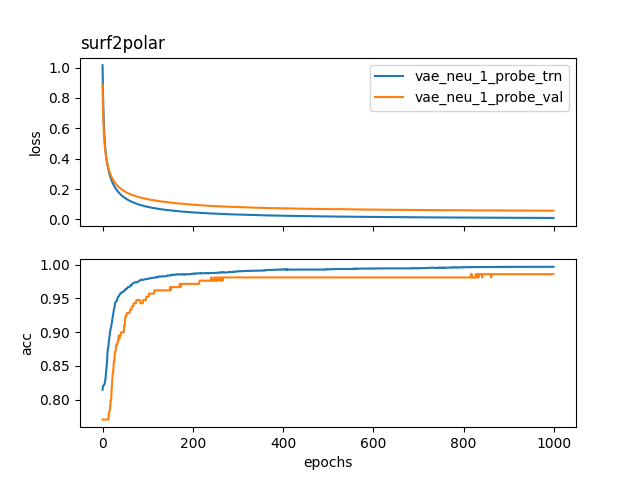 surf2polar
1.0
0.8
0.6
0.4
0.2
0.0
loss
vae_neu_1_probe_trn
vae_neu_1_probe_val
1.00
0.95
0.90
0.85
0.80
acc
0 200 400 600 800 1000
epochs